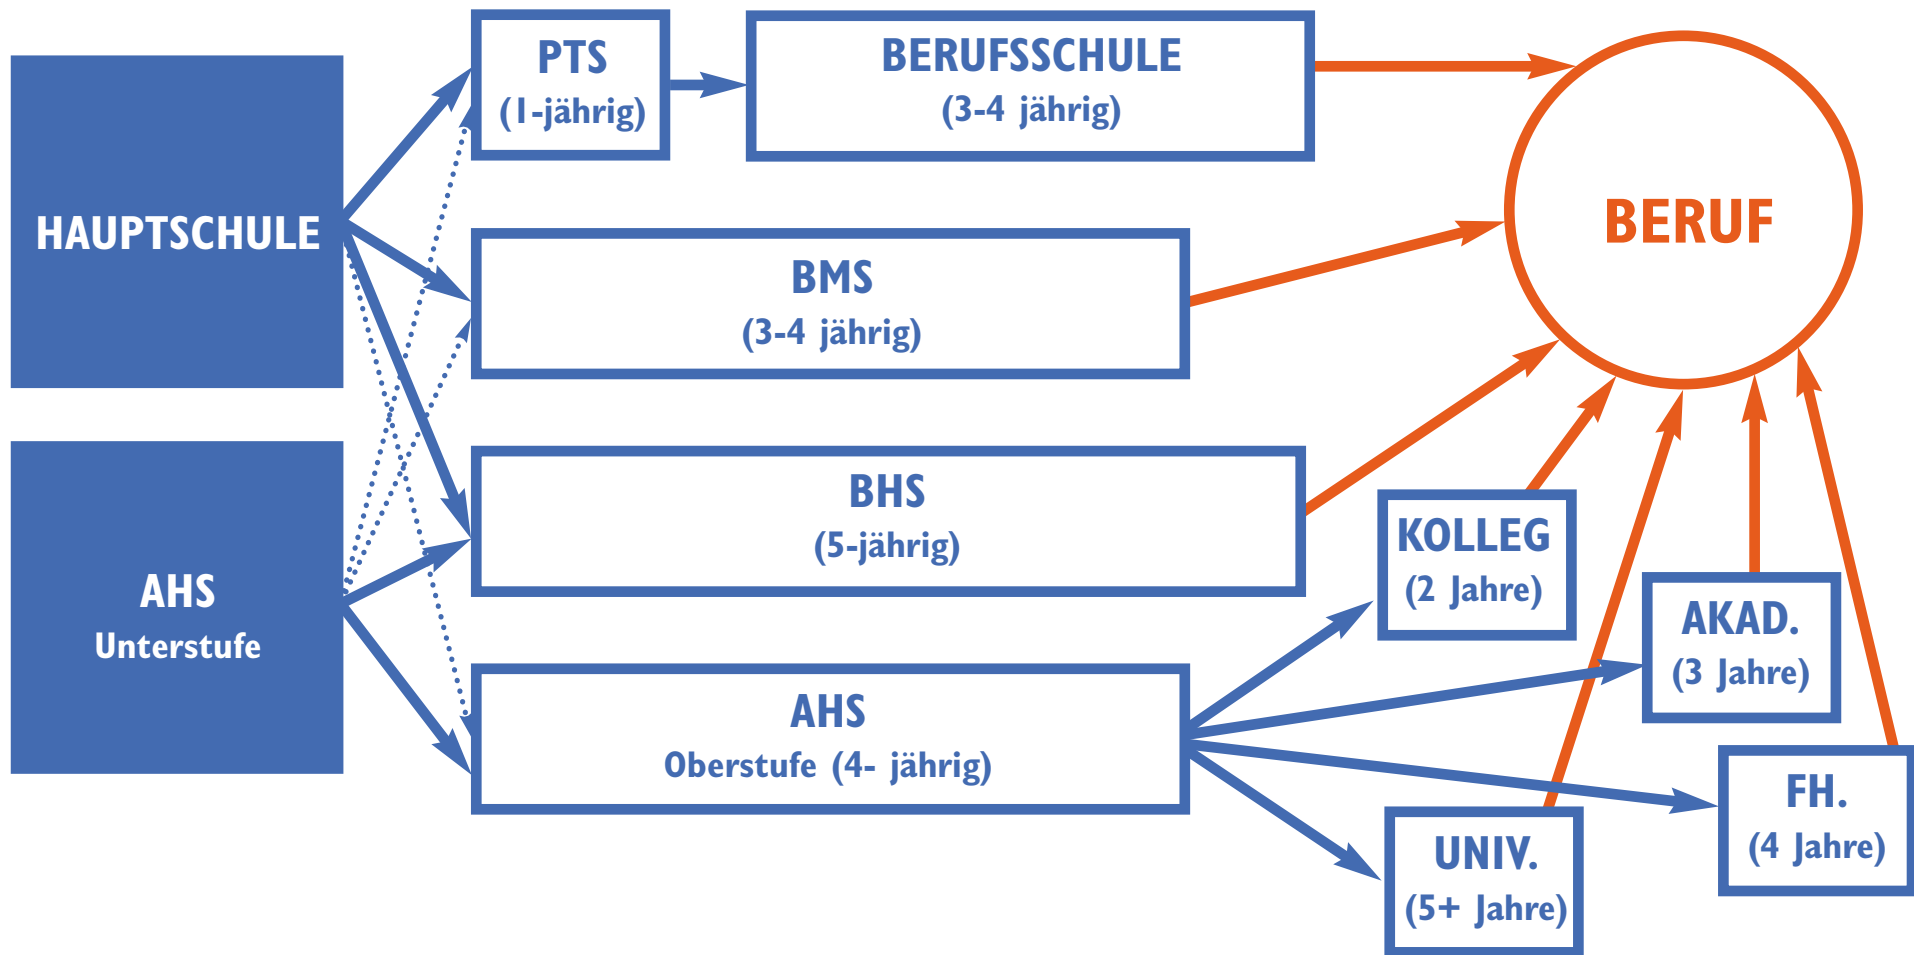 HAUPTSCHULE
AHS
Unterstufe
PTS
(1-jährig)
BERUFSSCHULE
(3-4 jährig)
BMS
(3-4 jährig)
BHS
(5-jährig)
AHS
Oberstufe (4- jährig)
KOLLEG
(2 Jahre)
AKAD.
(3 Jahre)
FH.
(4 Jahre)
UNIV.
(5+ Jahre)
BERUF